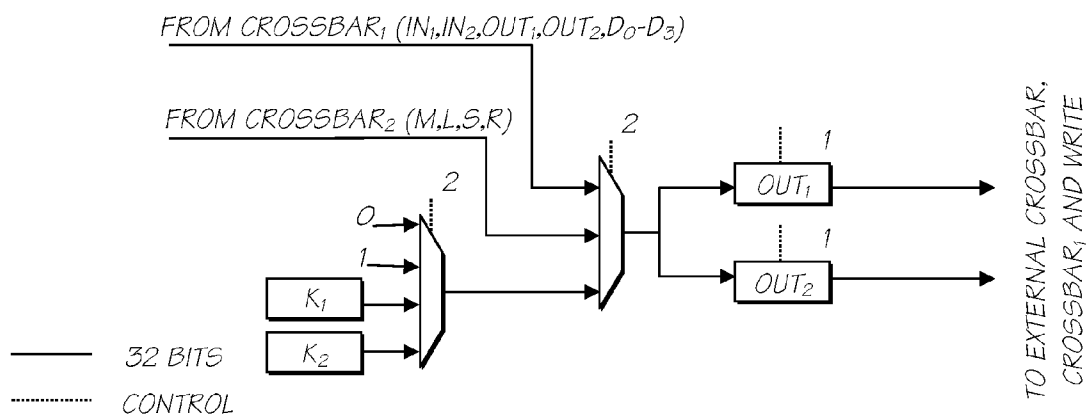 FROM CROSSBAR₁ (IN₁,IN₂,OUT₁,OUT₂,D₀-D₃)
FROM CROSSBAR₂ (M,L,S,R)
2
1
OUT₁
2
0
1
1
OUT₂
K₁
K₂
32 BITS
CONTROL
TO EXTERNAL CROSSBAR,
CROSSBAR₁ AND WRITE